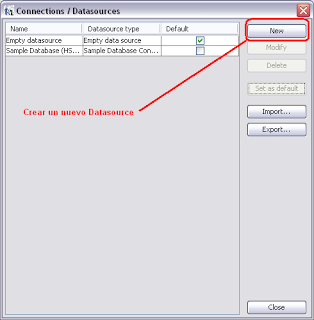 Connections / Datasources
Name Datasource type Default
Empty datasource Empty data source
Sample Database (HS... Sample Database Con...
New
Modify
Delete
Set as default
Import...
Export...
Crear un nuevo Datasource
Close